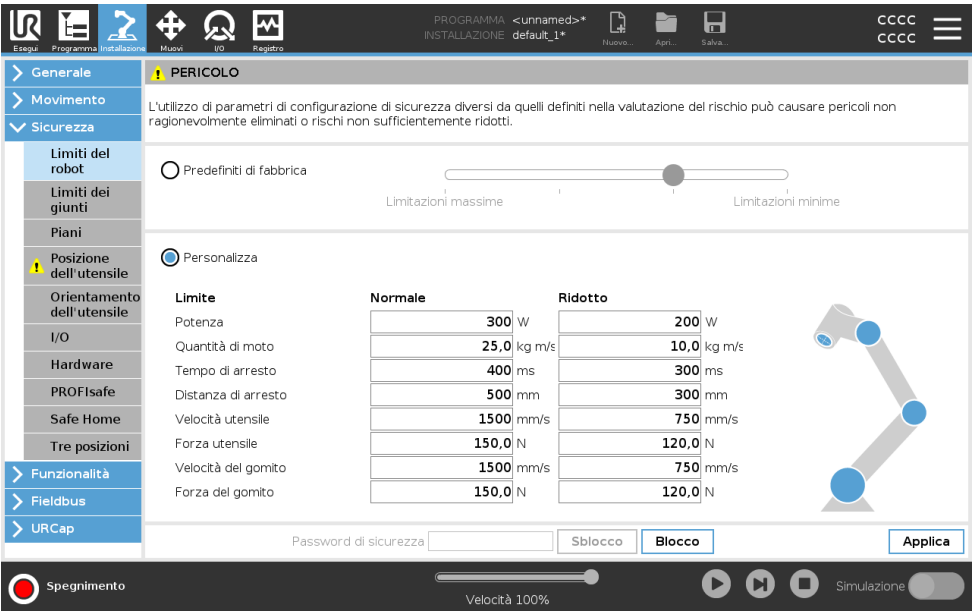 PROGRAMMA <unnamed>*
INSTALLAZIONE default_1*
CCCC
CCCC
UR
Esegui
Programma
Installazione
Muovi
I/O
Registro
Nuovo...
Apri...
Salva...
Generale
Movimento
Sicurezza
Limiti del
robot
Limiti dei
giunti
Piani
Posizione
dell'utensile
Orientamento
dell'utensile
I/O
Hardware
PROFIsafe
Safe Home
Tre posizioni
Funzionalità
Fieldbus
URCap
PERICOLO
L'utilizzo di parametri di configurazione di sicurezza diversi da quelli definiti nella valutazione del rischio può causare pericoli non
ragionevolmente eliminati o rischi non sufficientemente ridotti.
Predefiniti di fabbrica
Limitazioni massime
Limitazioni minime
Personalizza
Limite Normale Ridotto
Potenza 300 W 200 W
Quantità di moto 25,0 kg m/s 10,0 kg m/s
Tempo di arresto 400 ms 300 ms
Distanza di arresto 500 mm 300 mm
Velocità utensile 1500 mm/s 750 mm/s
Forza utensile 150,0 N 120,0 N
Velocità del gomito 1500 mm/s 750 mm/s
Forza del gomito 150,0 N 120,0 N
Password di sicurezza Sblocco Blocco Applica
Spegnimento
Velocità 100%
Simulazione